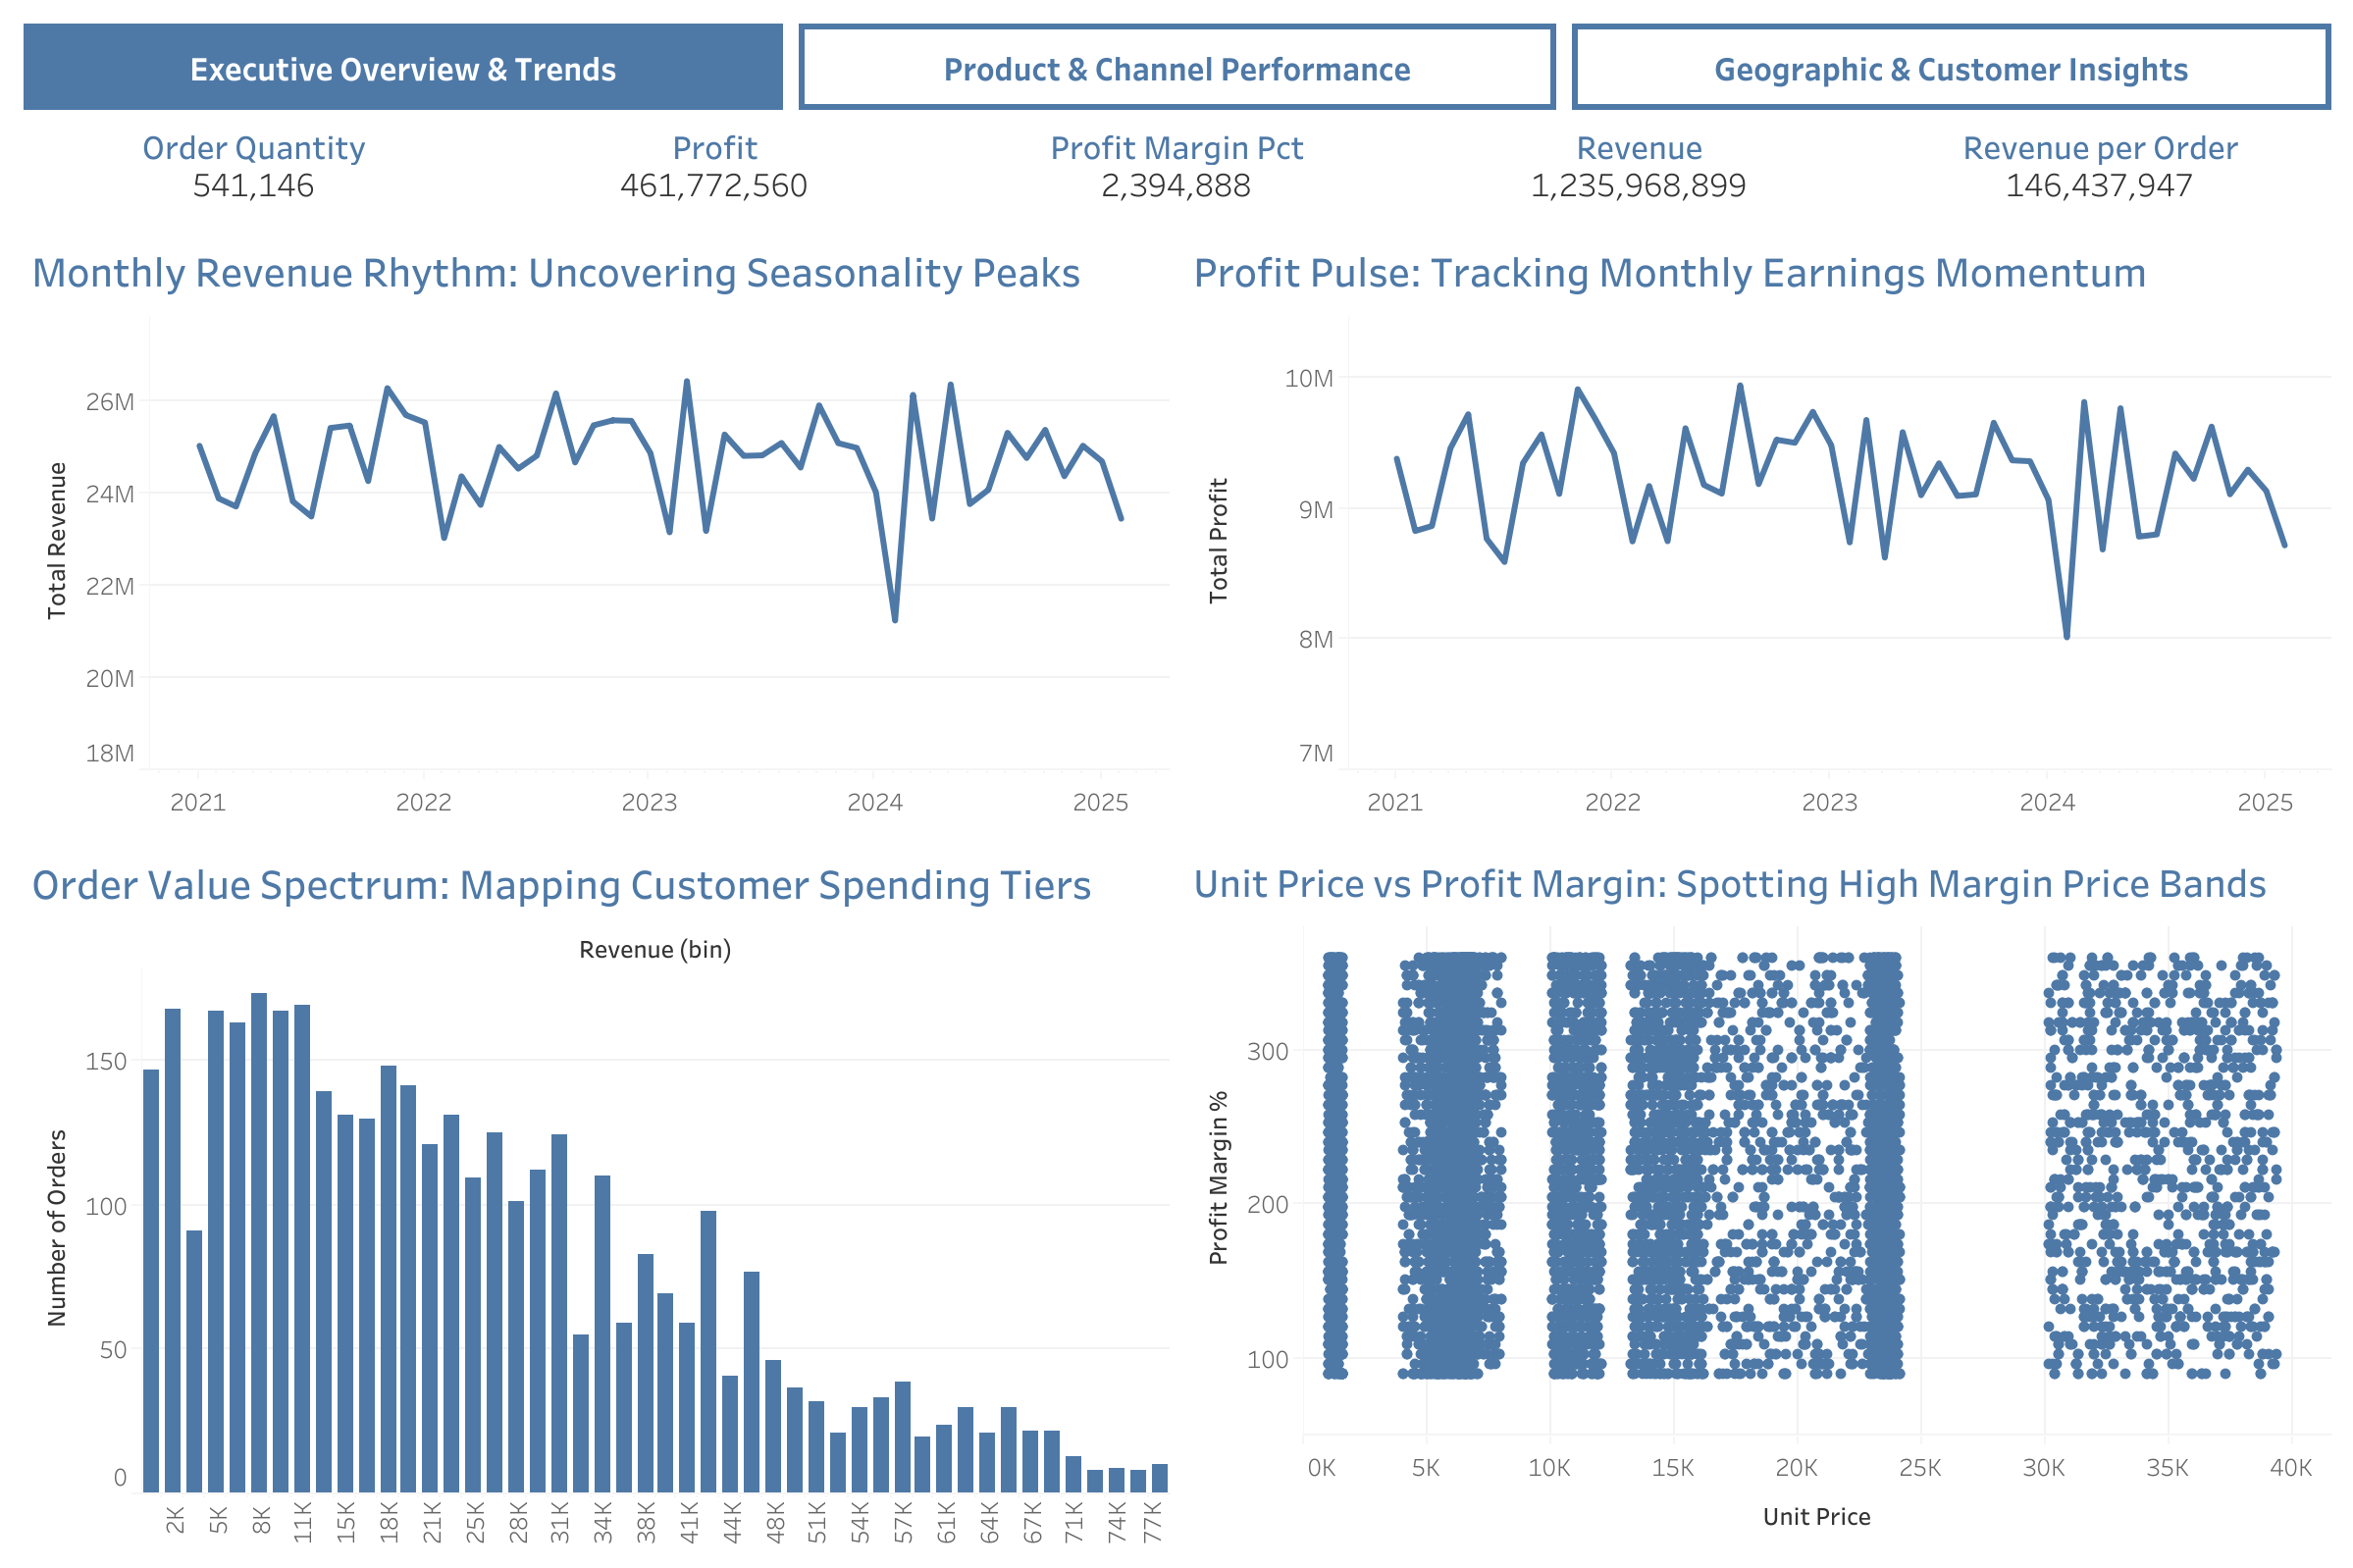 Executive Overview & Trends
Product & Channel Performance
Geographic & Customer Insights
Order Quantity
541,146
Profit
461,772,560
Profit Margin Pct
2,394,888
Revenue
1,235,968,899
Revenue per Order
146,437,947
Monthly Revenue Rhythm: Uncovering Seasonality Peaks
Total Revenue
26M
24M
22M
20M
18M
2021
2022
2023
2024
2025
Profit Pulse: Tracking Monthly Earnings Momentum
Total Profit
10M
9M
8M
7M
2021
2022
2023
2024
2025
Order Value Spectrum: Mapping Customer Spending Tiers
Revenue (bin)
Number of Orders
150
100
50
0
2K
5K
8K
11K
15K
18K
21K
25K
28K
31K
34K
38K
41K
44K
48K
51K
54K
57K
61K
64K
67K
71K
74K
77K
Unit Price vs Profit Margin: Spotting High Margin Price Bands
Profit Margin %
300
200
100
0K
5K
10K
15K
20K
25K
30K
35K
40K
Unit Price